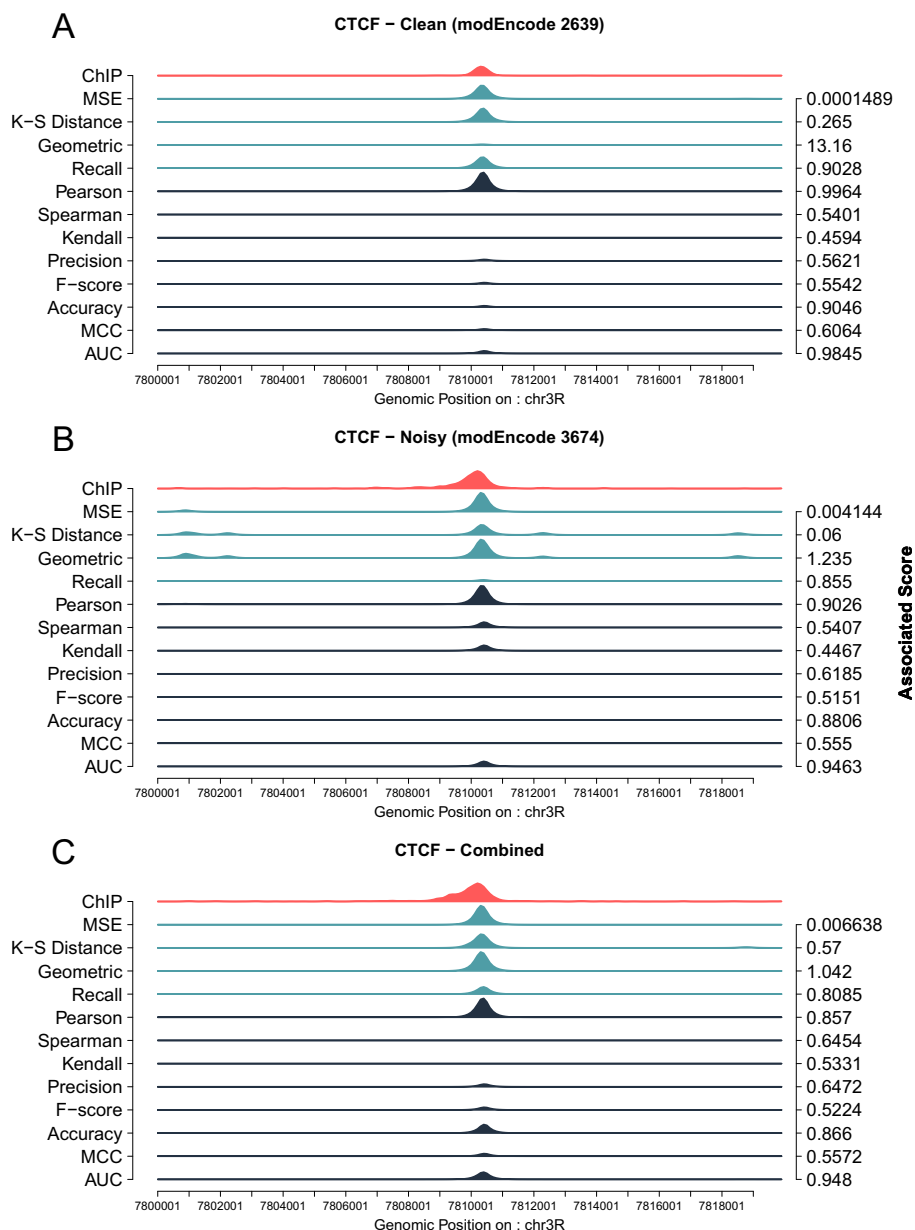 A
CTCF − Clean (modEncode 2639)
ChIP
MSE 0.0001489
K−S Distance 0.265
Geometric 13.16
Recall 0.9028
Pearson 0.9964
Spearman 0.5401
Kendall 0.4594
Precision 0.5621
F−score 0.5542
Accuracy 0.9046
MCC 0.6064
AUC 0.9845
7800001 7802001 7804001 7806001 7808001 7810001 7812001 7814001 7816001 7818001
Genomic Position on : chr3R
B
CTCF − Noisy (modEncode 3674)
ChIP
MSE 0.004144
K−S Distance 0.06
Geometric 1.235
Recall 0.855
Pearson 0.9026
Spearman 0.5407
Kendall 0.4467
Precision 0.6185
F−score 0.5151
Accuracy 0.8806
MCC 0.555
AUC 0.9463
7800001 7802001 7804001 7806001 7808001 7810001 7812001 7814001 7816001 7818001
Genomic Position on : chr3R
Associated Score
C
CTCF − Combined
ChIP
MSE 0.006638
K−S Distance 0.57
Geometric 1.042
Recall 0.8085
Pearson 0.857
Spearman 0.6454
Kendall 0.5331
Precision 0.6472
F−score 0.5224
Accuracy 0.866
MCC 0.5572
AUC 0.948
7800001 7802001 7804001 7806001 7808001 7810001 7812001 7814001 7816001 7818001
Genomic Position on : chr3R